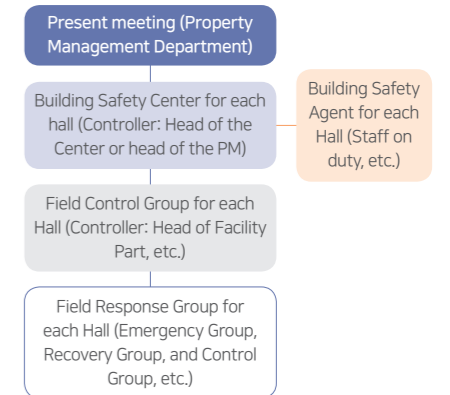 Present meeting (Property
Management Department)
Building Safety Center for each
hall (Controller: Head of the
Center or head of the PM)
Building Safety
Agent for each
Hall (Staff on
duty, etc.)
Field Control Group for each
Hall (Controller: Head of Facility
Part, etc.)
Field Response Group for
each Hall (Emergency Group,
Recovery Group, and Control
Group, etc.)